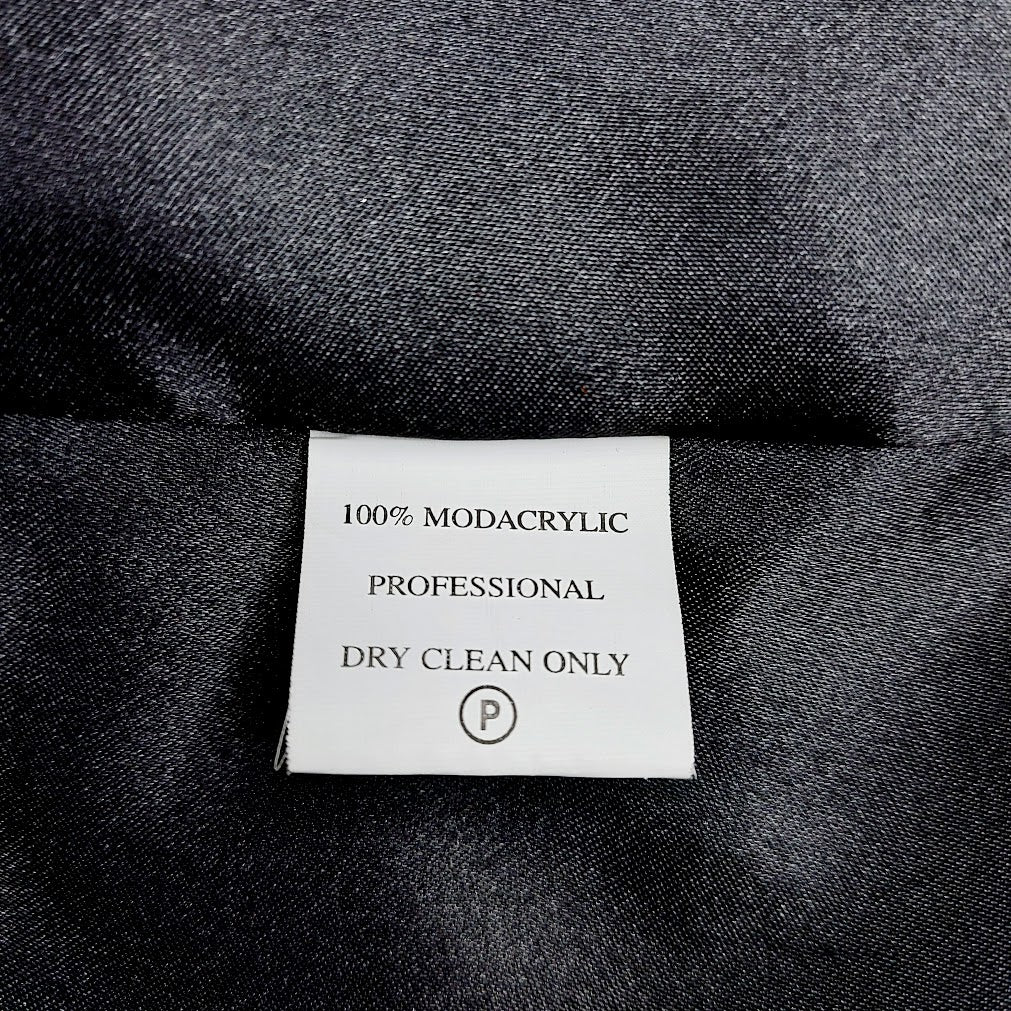 100% MODACRYLIC
PROFESSIONAL
DRY CLEAN ONLY
P